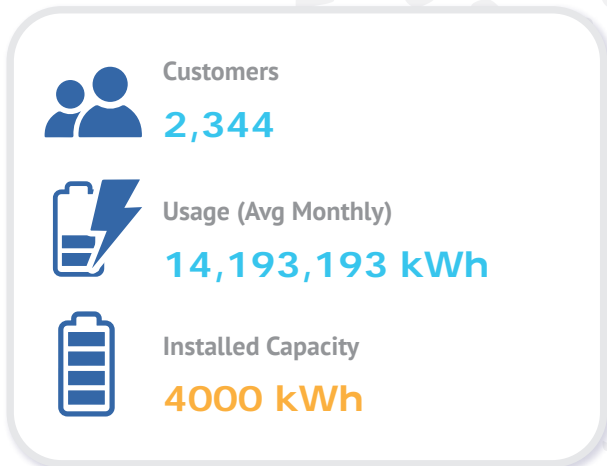 Customers
2,344
Usage (Avg Monthly)
14,193,193 kWh
Installed Capacity
4000 kWh